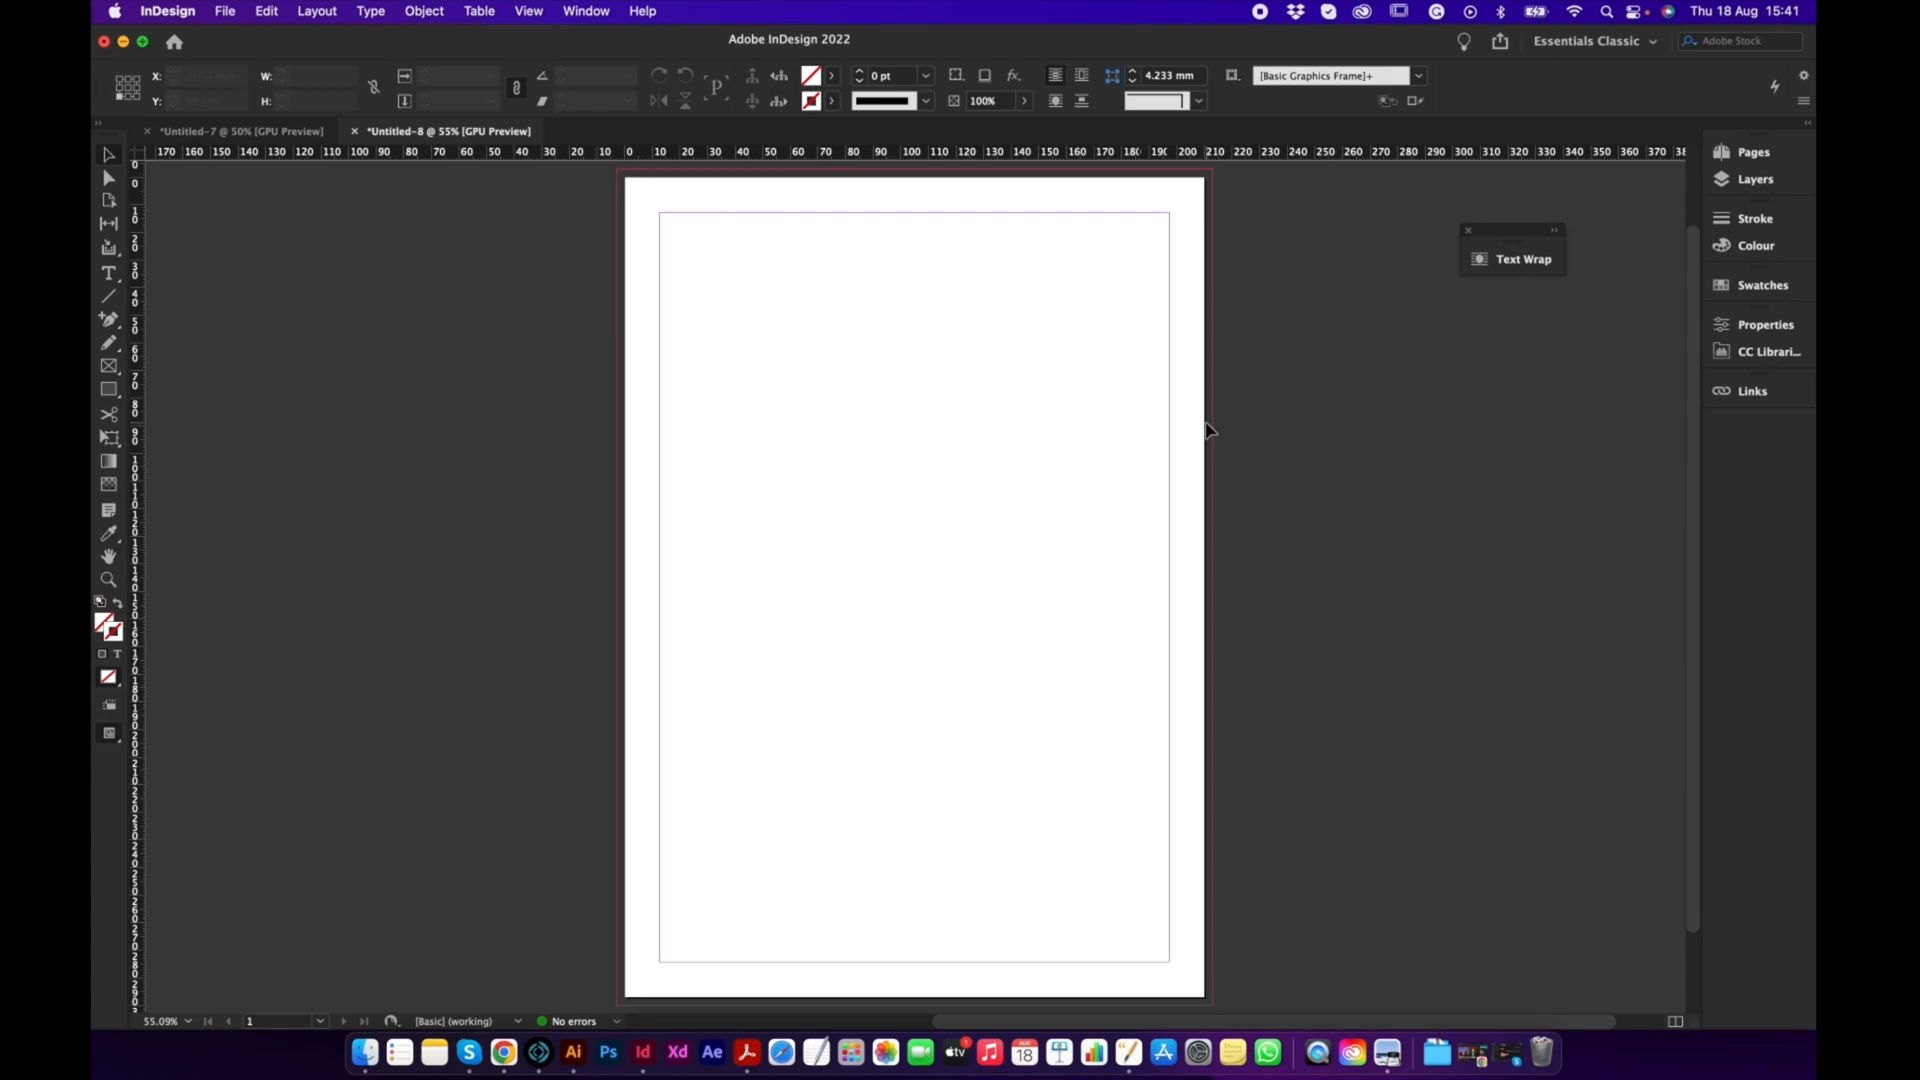 InDesign File Edit Layout Type Object Table View Window Help Thu 18 Aug 15:41
Adobe InDesign 2022 Essentials Classic Adobe Stock
X: W: 0 pt 4.233 mm [Basic Graphics Frame]+
Y: H: 100%
*Untitled-7 @ 50% [GPU Preview] *Untitled-8 @ 55% [GPU Preview]
170 160 150 140 130 120 110 100 90 80 70 60 50 40 30 20 10 0 10 20 30 40 50 60 70 80 90 100 110 120 130 140 150 160 170 180 190 200 210 220 230 240 250 260 270 280 290 300 310 320 330 340 350 360 370
Pages
Layers
Stroke
Colour
Text Wrap
Swatches
Properties
CC Librari...
Links
55.09% 1 [Basic] (working) No errors
Ai Ps Id Xd Ae tv AUG 18